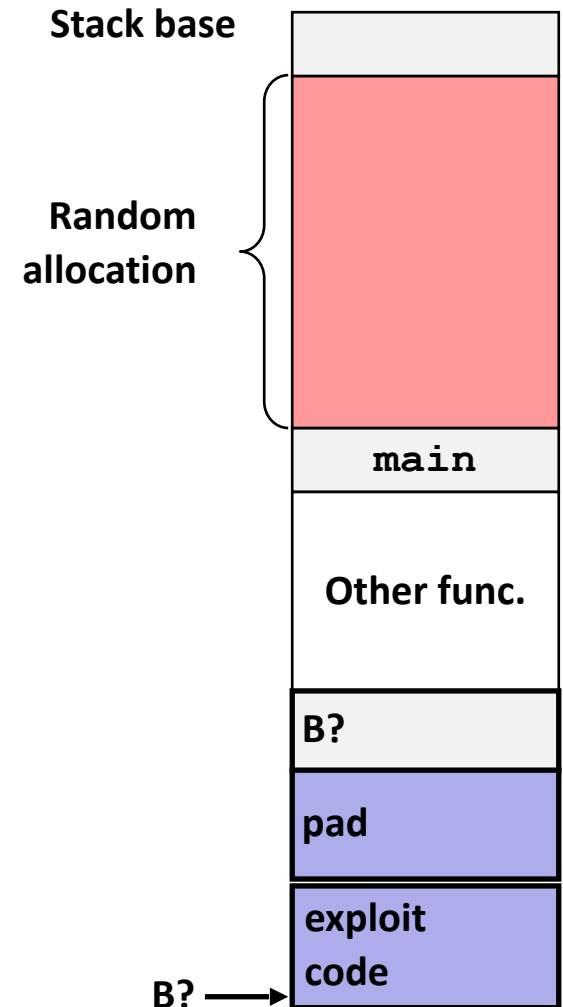 Stack base
Random
allocation
main
Other func.
B?
pad
exploit
code
B?